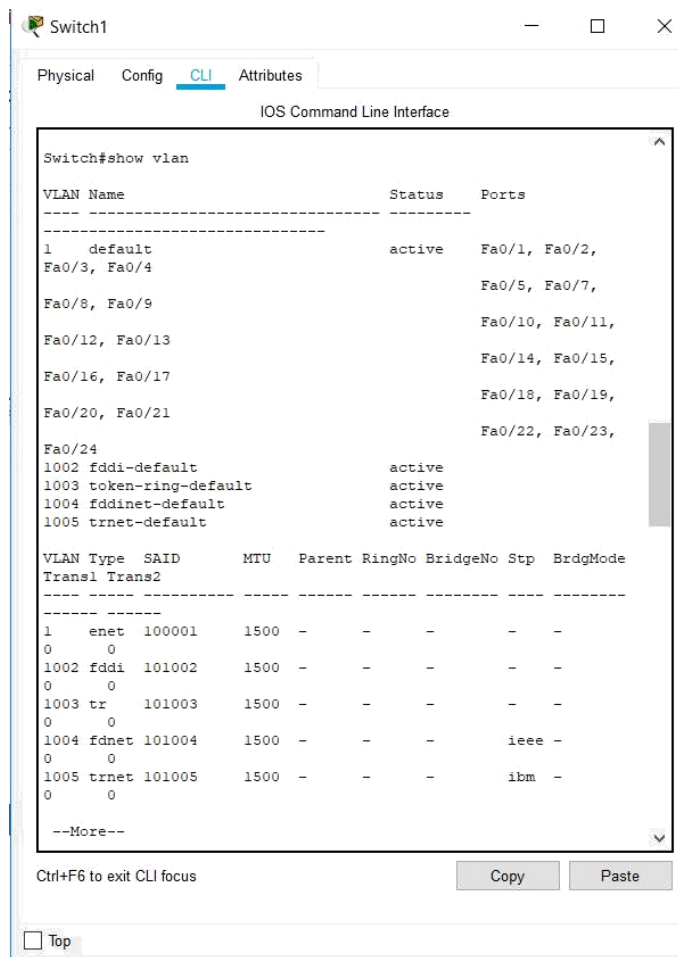 Switch1
Physical Config CLI Attributes
IOS Command Line Interface
Switch#show vlan
VLAN Name Status Ports
---- -------------------------------- ---------
-------------------------------
1 default active Fa0/1, Fa0/2,
Fa0/3, Fa0/4
Fa0/5, Fa0/7,
Fa0/8, Fa0/9
Fa0/10, Fa0/11,
Fa0/12, Fa0/13
Fa0/14, Fa0/15,
Fa0/16, Fa0/17
Fa0/18, Fa0/19,
Fa0/20, Fa0/21
Fa0/22, Fa0/23,
Fa0/24
1002 fddi-default active
1003 token-ring-default active
1004 fddinet-default active
1005 trnet-default active
VLAN Type SAID MTU Parent RingNo BridgeNo Stp BrdgMode
Trans1 Trans2
---- ----- ---------- ----- ------ ------ -------- ---- --------
------ ------
1 enet 100001 1500 - - - - -
0 0
1002 fddi 101002 1500 - - - - -
0 0
1003 tr 101003 1500 - - - - -
0 0
1004 fdnet 101004 1500 - - - ieee -
0 0
1005 trnet 101005 1500 - - - ibm -
0 0
--More--
Ctrl+F6 to exit CLI focus
Copy Paste
Top